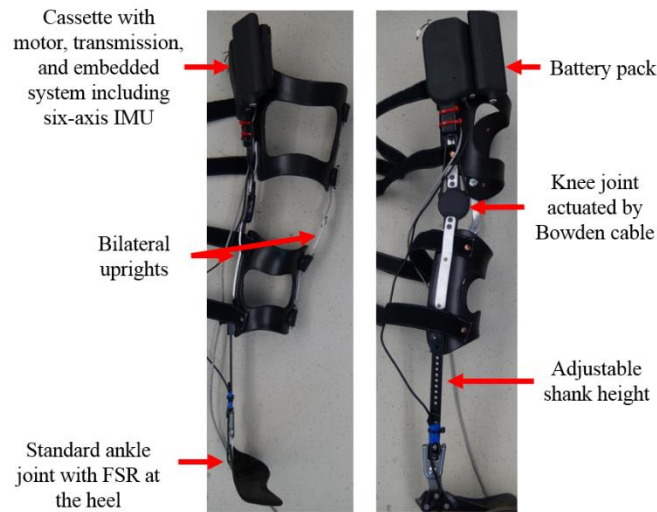 Cassette with
motor, transmission,
and embedded
system including
six-axis IMU
Bilateral
uprights
Standard ankle
joint with FSR at
the heel
Battery pack
Knee joint
actuated by
Bowden cable
Adjustable
shank height